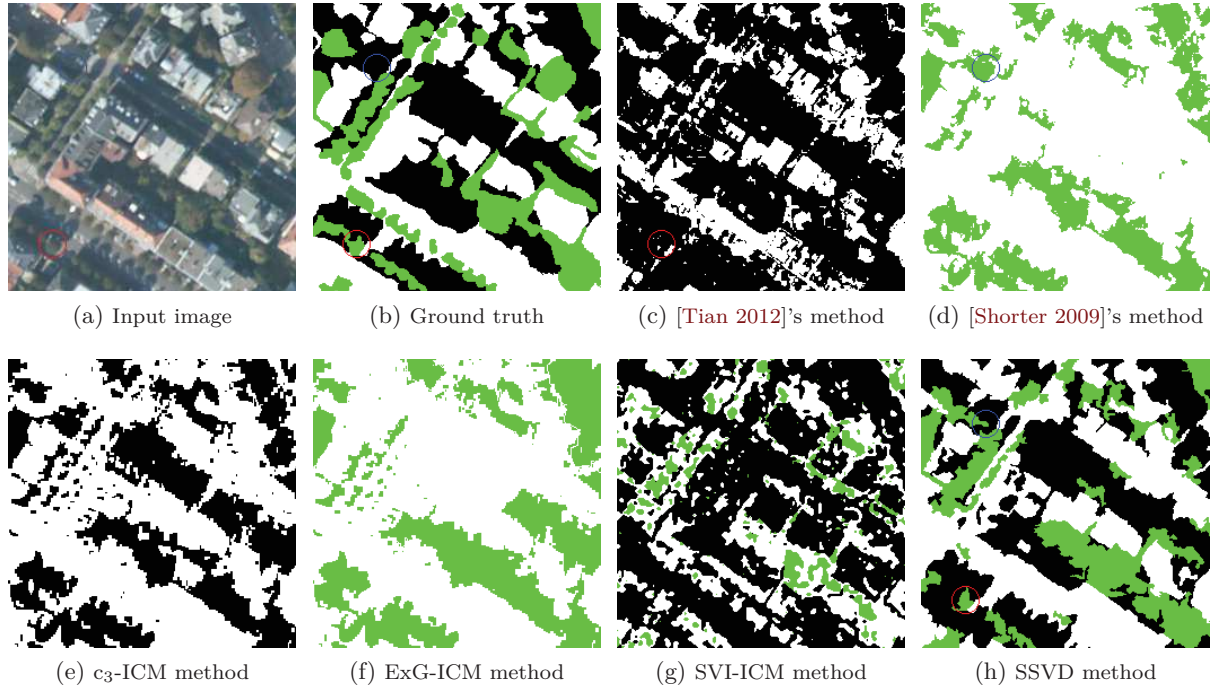 (a) Input image
(b) Ground truth
(c) [Tian 2012]'s method
(d) [Shorter 2009]'s method
(e) c₃-ICM method
(f) ExG-ICM method
(g) SVI-ICM method
(h) SSVD method